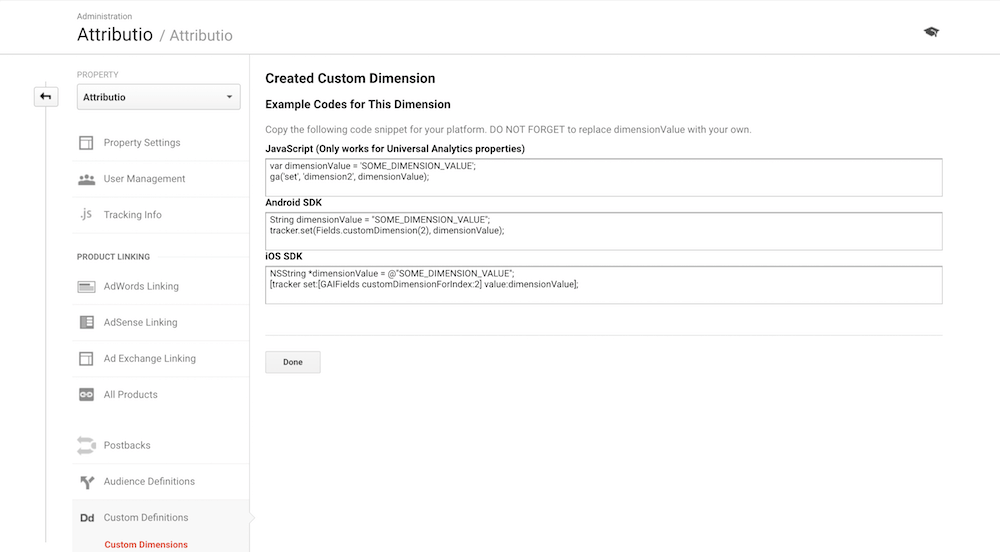 Administration
Attributio / Attributio
PROPERTY
Attributio
Property Settings
User Management
.js Tracking Info
PRODUCT LINKING
AdWords Linking
AdSense Linking
Ad Exchange Linking
All Products
Postbacks
Audience Definitions
Dd Custom Definitions
Custom Dimensions
Created Custom Dimension
Example Codes for This Dimension
Copy the following code snippet for your platform. DO NOT FORGET to replace dimensionValue with your own.
JavaScript (Only works for Universal Analytics properties)
var dimensionValue = 'SOME_DIMENSION_VALUE';
ga('set', 'dimension2', dimensionValue);
Android SDK
String dimensionValue = "SOME_DIMENSION_VALUE";
tracker.set(Fields.customDimension(2), dimensionValue);
iOS SDK
NSString *dimensionValue = @"SOME_DIMENSION_VALUE";
[tracker set:[GAIFields customDimensionForIndex:2] value:dimensionValue];
Done